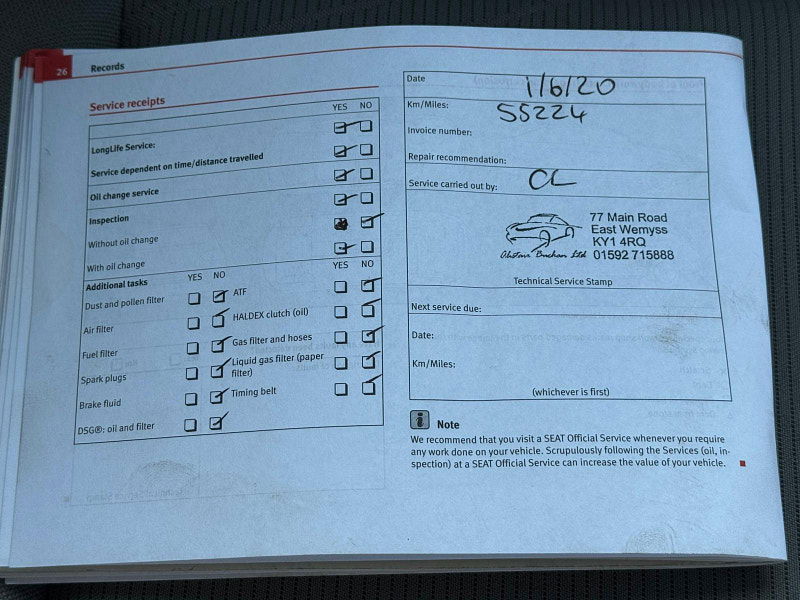 26 Records
Service receipts
YES NO
LongLife Service:
Service dependent on time/distance travelled
Oil change service
Inspection
Without oil change
With oil change
Additional tasks YES NO YES NO
Dust and pollen filter
ATF
Air filter
HALDEX clutch (oil)
Fuel filter
Gas filter and hoses
Spark plugs
Liquid gas filter (paper
filter)
Brake fluid
Timing belt
DSG®: oil and filter
Date 1/6/20
Km/Miles: 55224
Invoice number:
Repair recommendation:
Service carried out by: CL
77 Main Road
East Wemyss
KY1 4RQ
Alistair Buchan Ltd 01592 715888
Technical Service Stamp
Next service due:
Date:
Km/Miles:
(whichever is first)
i Note
We recommend that you visit a SEAT Official Service whenever you require
any work done on your vehicle. Scrupulously following the Services (oil, in-
spection) at a SEAT Official Service can increase the value of your vehicle.